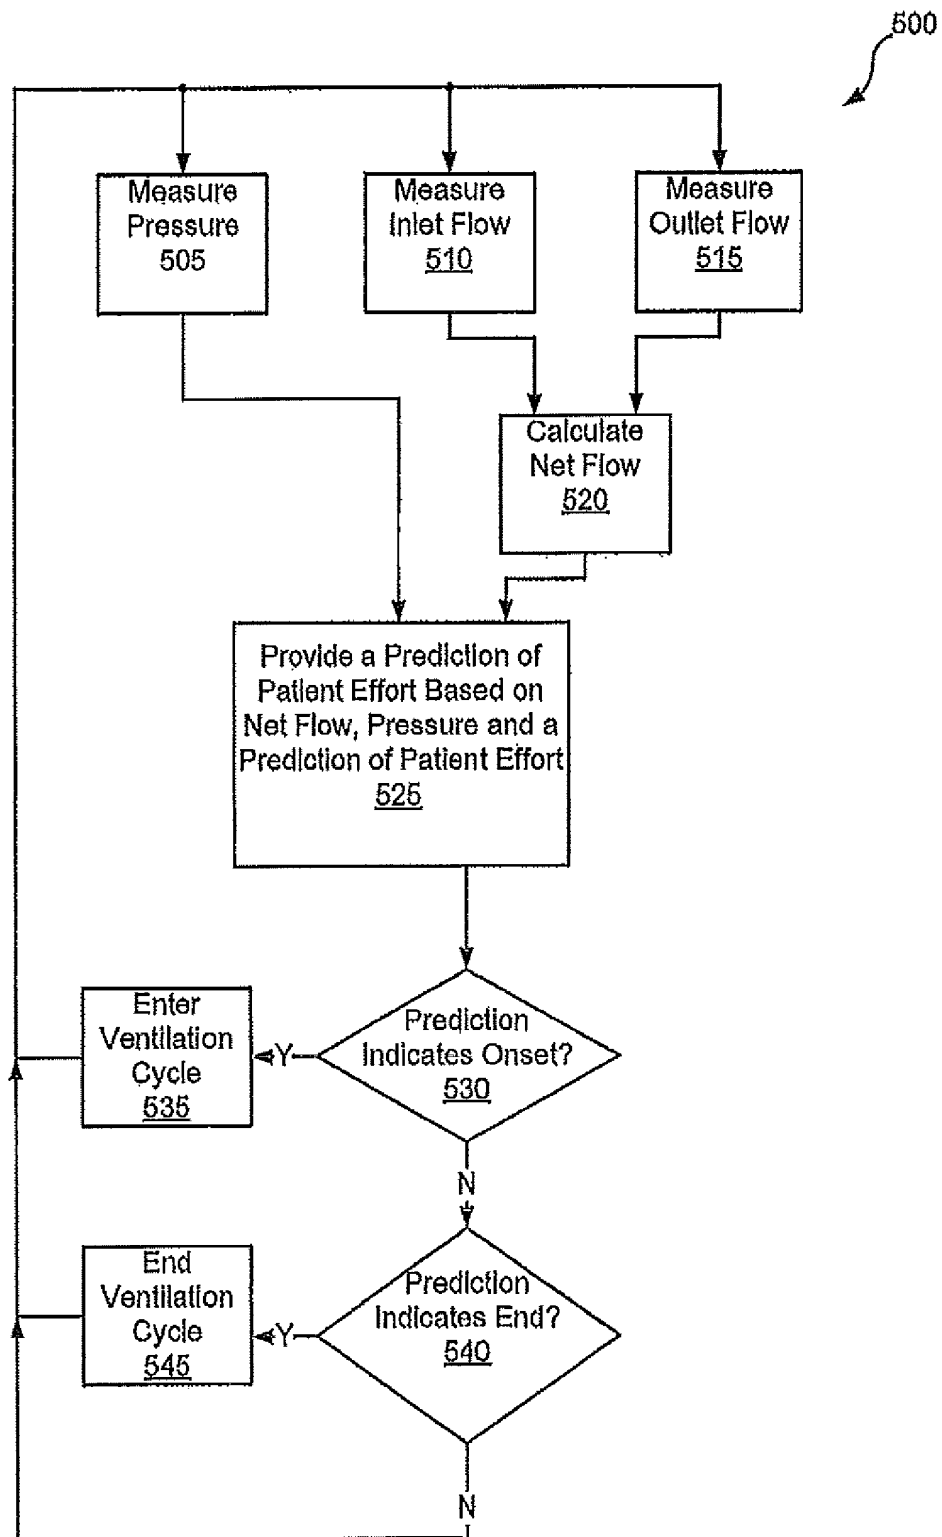 500
Measure
Pressure
505
Measure
Inlet Flow
510
Measure
Outlet Flow
515
Calculate
Net Flow
520
Provide a Prediction of
Patient Effort Based on
Net Flow, Pressure and a
Prediction of Patient Effort
525
Enter
Ventilation
Cycle
535
Y
Prediction
Indicates Onset?
530
N
End
Ventilation
Cycle
545
Y
Prediction
Indicates End?
540
N